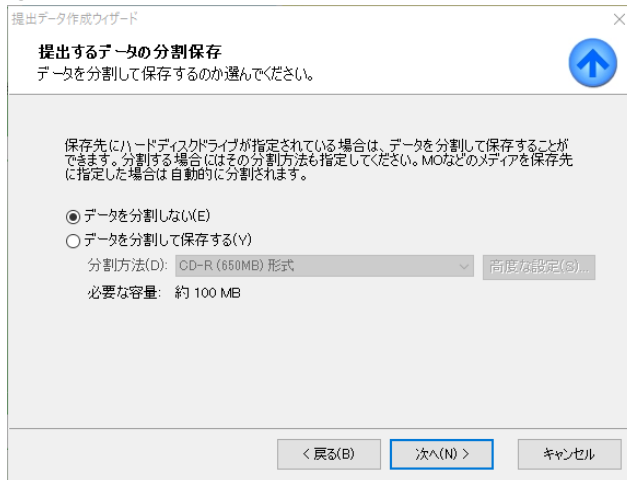 提出データ作成ウィザード
提出するデータの分割保存
データを分割して保存するのか選んでください。
保存先にハードディスクドライブが指定されている場合は、データを分割して保存することが
できます。分割する場合にはその分割方法も指定してください。MOなどのメディアを保存先
に指定した場合は自動的に分割されます。
データを分割しない(E)
データを分割して保存する(Y)
分割方法(D): CD-R (650MB) 形式 高度な設定(S)...
必要な容量: 約 100 MB
< 戻る(B) 次へ(N) > キャンセル